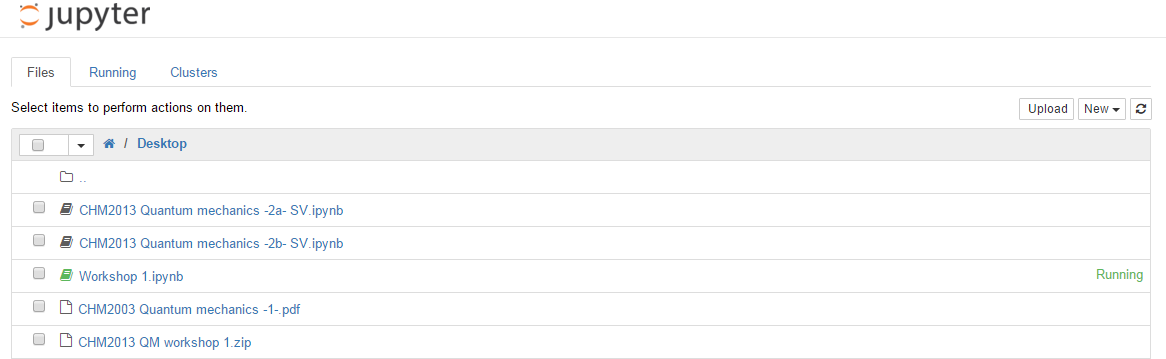 jupyter
Files Running Clusters
Select items to perform actions on them. Upload New
/ Desktop
..
CHM2013 Quantum mechanics -2a- SV.ipynb
CHM2013 Quantum mechanics -2b- SV.ipynb
Workshop 1.ipynb Running
CHM2003 Quantum mechanics -1-.pdf
CHM2013 QM workshop 1.zip